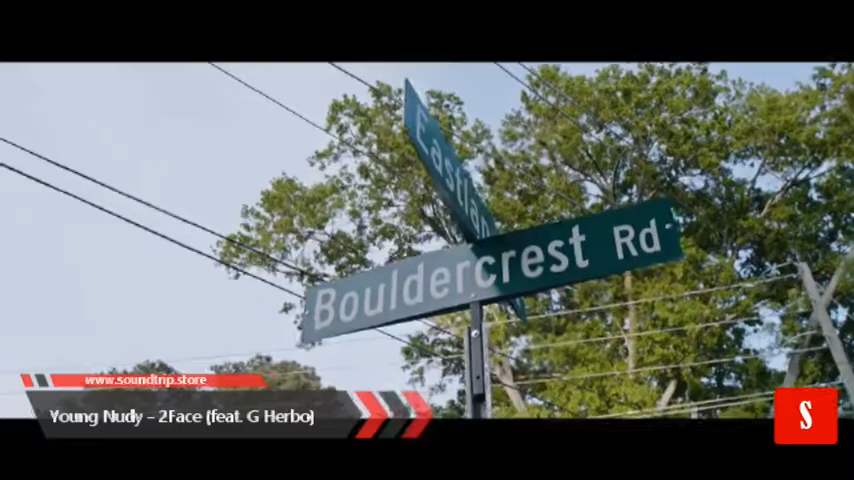 Eastlan
Bouldercrest Rd
www.soundtrip.store
Young Nudy – 2Face (feat. G Herbo)
S